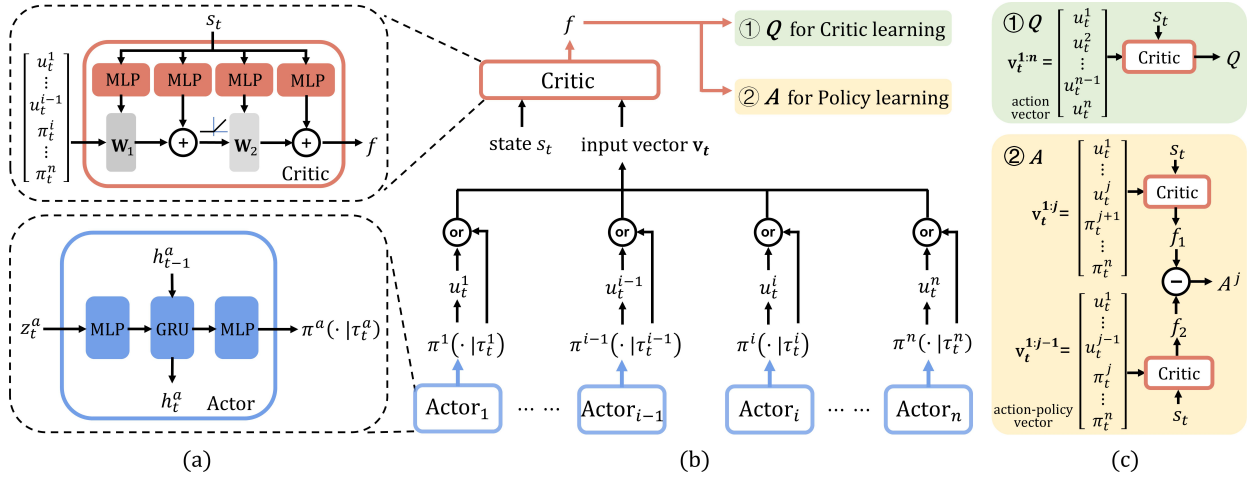 s_t
u_t^1
⋮
u_t^{i-1}
π_t^i
⋮
π_t^n
MLP MLP MLP MLP
W_1 + W_2 + f
Critic
h_{t-1}^a
z_t^a MLP GRU MLP π^a(· |τ_t^a)
h_t^a Actor
(a)
f
① Q for Critic learning
Critic
② A for Policy learning
state s_t input vector v_t
or or or or
u_t^1 u_t^{i-1} u_t^i u_t^n
π^1(· |τ_t^1) π^{i-1}(· |τ_t^{i-1}) π^i(· |τ_t^i) π^n(· |τ_t^n)
Actor_1 ⋯ ⋯ Actor_{i-1} Actor_i ⋯ ⋯ Actor_n
(b)
① Q
s_t
v_t^{1:n}=
u_t^1
u_t^2
⋮
u_t^{n-1}
u_t^n
Critic Q
action
vector
② A
s_t
v_t^{1:j}=
u_t^1
⋮
u_t^j
π_t^{j+1}
⋮
π_t^n
Critic
f_1
− A^j
f_2
v_t^{1:j-1}=
u_t^1
⋮
u_t^{j-1}
π_t^j
⋮
π_t^n
Critic
s_t
action-policy
vector
(c)